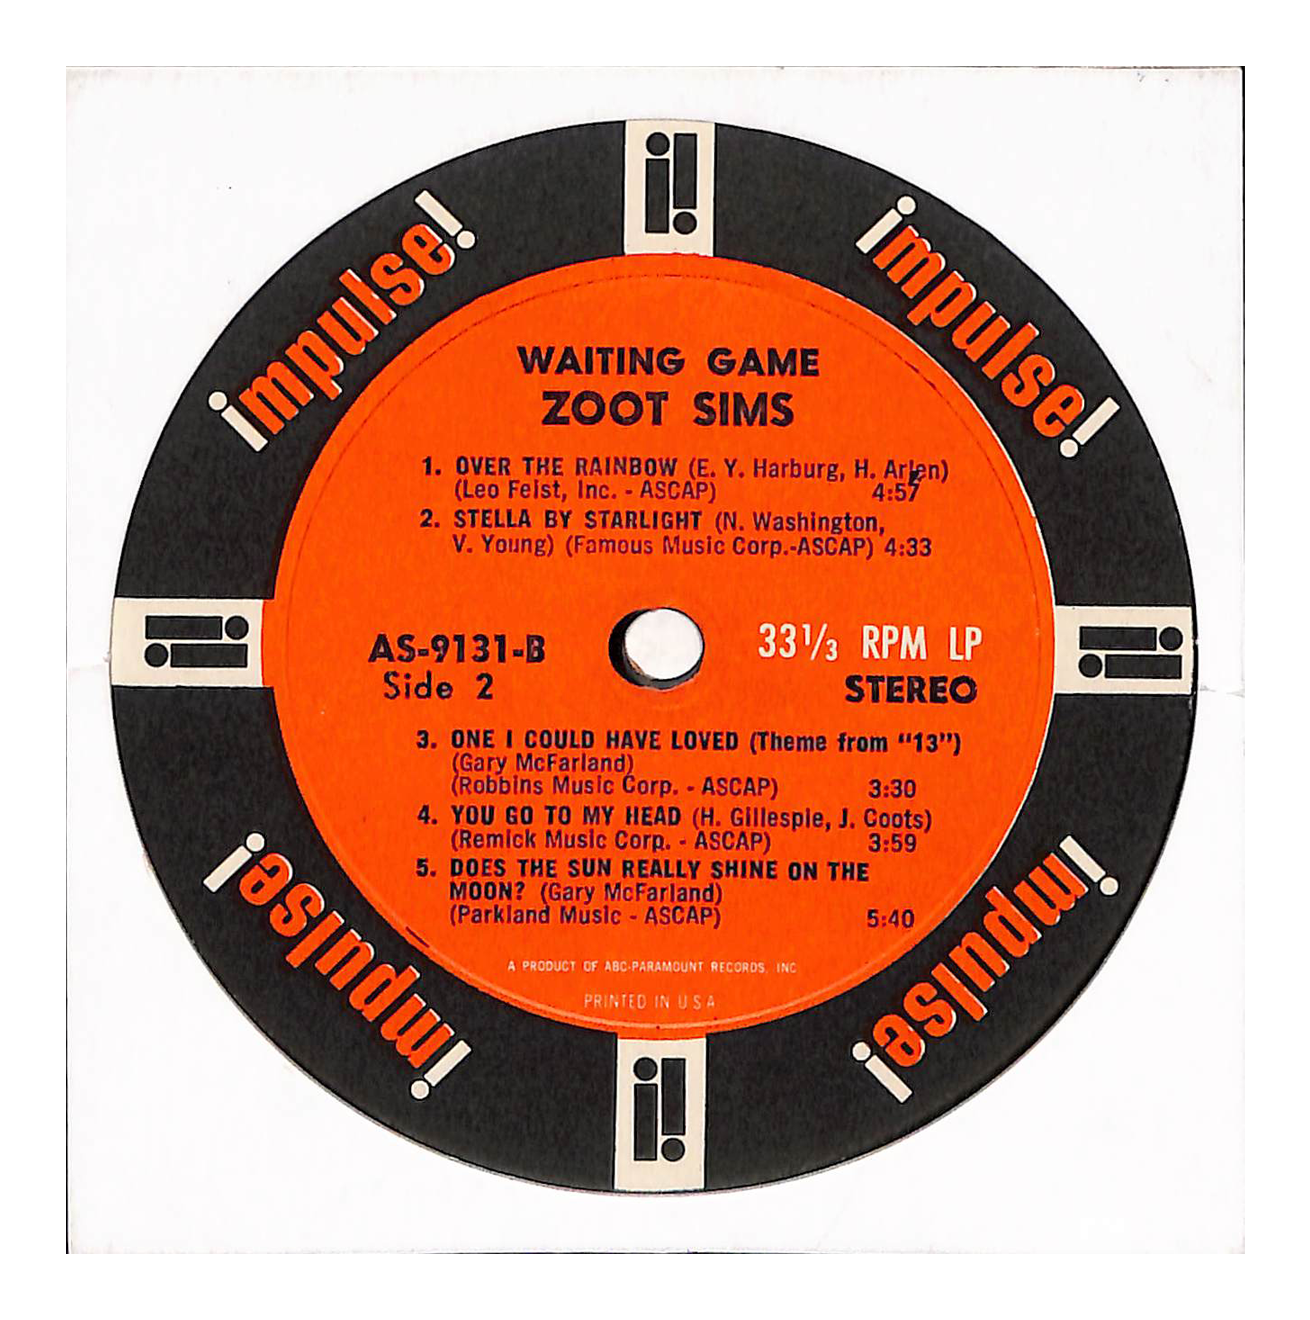 impulse!
impulse!
WAITING GAME
ZOOT SIMS
1. OVER THE RAINBOW (E. Y. Harburg, H. Arlen)
(Leo Feist, Inc. - ASCAP) 4:57
2. STELLA BY STARLIGHT (N. Washington,
V. Young) (Famous Music Corp.-ASCAP) 4:33
AS-9131-B
Side 2
33 1/3 RPM LP
STEREO
3. ONE I COULD HAVE LOVED (Theme from "13")
(Gary McFarland)
(Robbins Music Corp. - ASCAP) 3:30
4. YOU GO TO MY HEAD (H. Gillespie, J. Coots)
(Remick Music Corp. - ASCAP) 3:59
5. DOES THE SUN REALLY SHINE ON THE
MOON? (Gary McFarland)
(Parkland Music - ASCAP) 5:40
A PRODUCT OF ABC-PARAMOUNT RECORDS, INC
PRINTED IN U S A
impulse!
impulse!